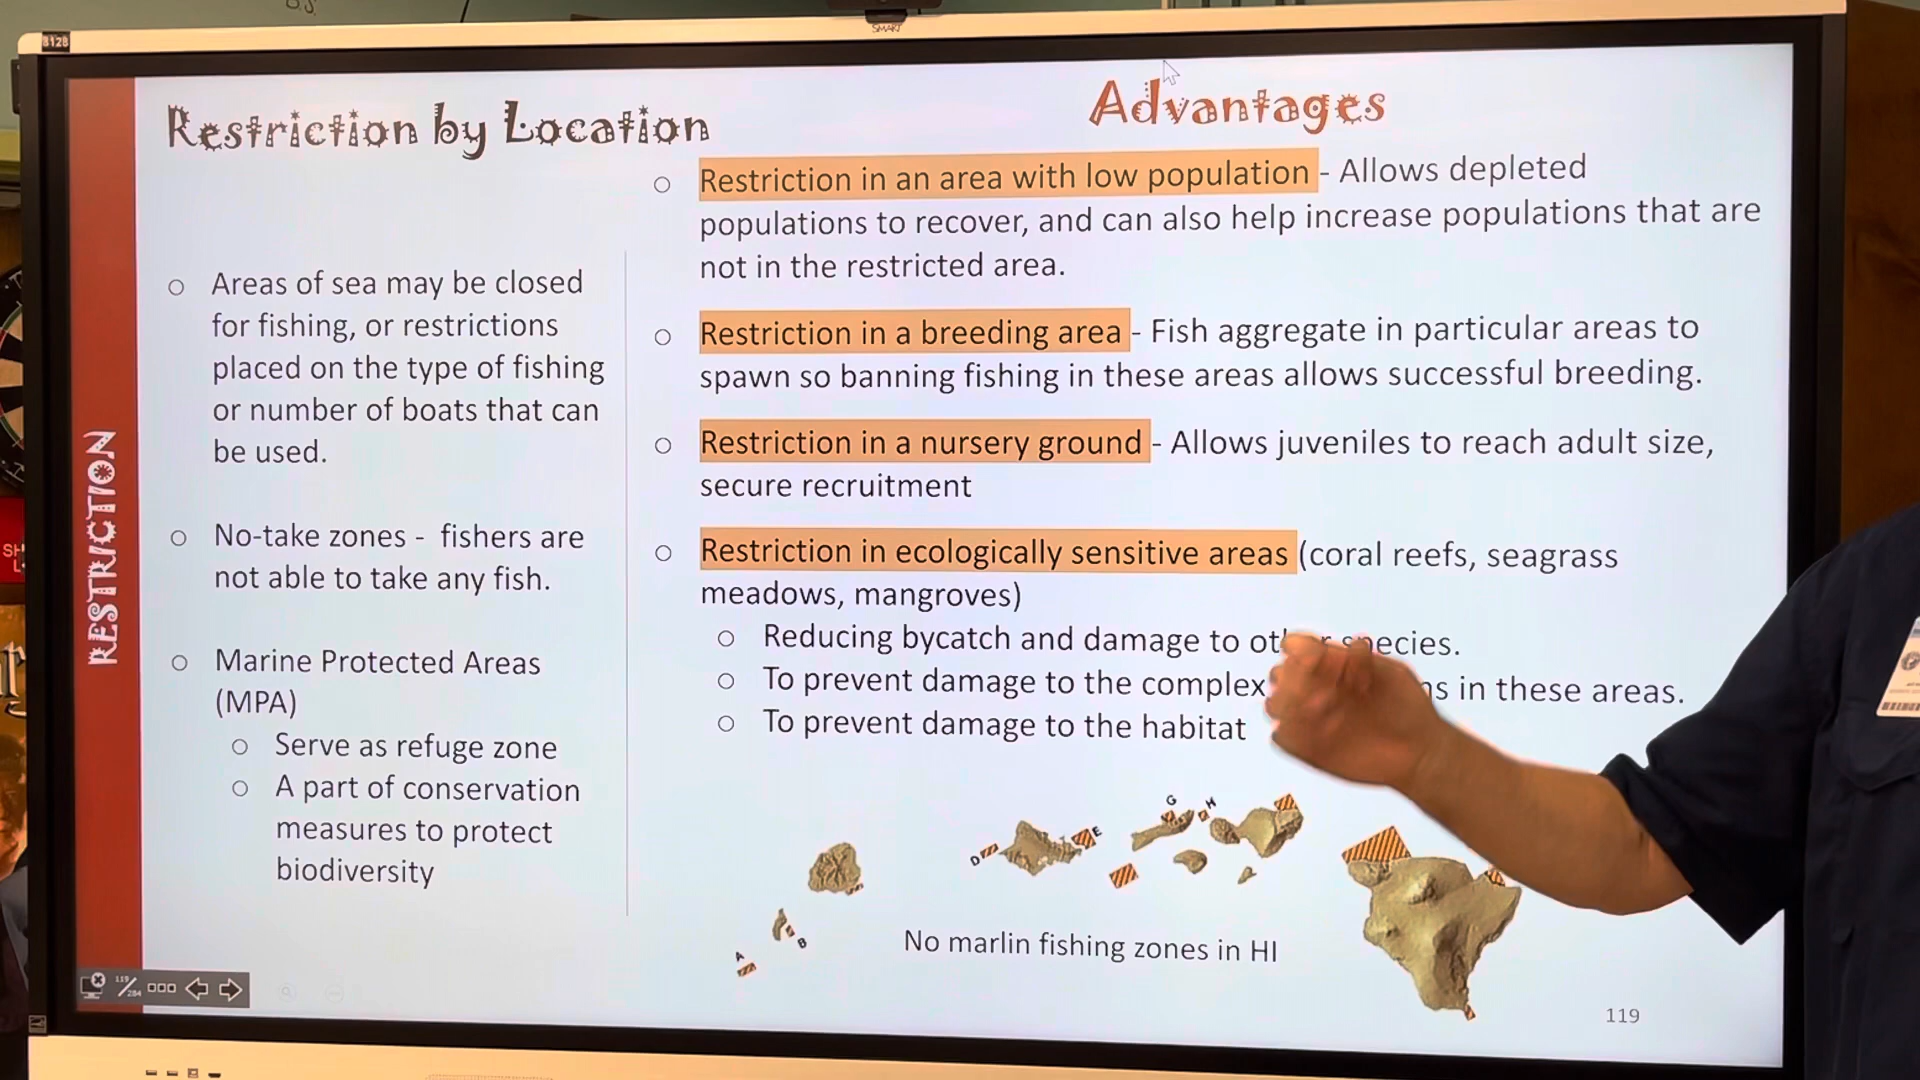 B12B
SMART
Restriction by Location
Areas of sea may be closed
for fishing, or restrictions
placed on the type of fishing
or number of boats that can
be used.
No-take zones - fishers are
not able to take any fish.
Marine Protected Areas
(MPA)
Serve as refuge zone
A part of conservation
measures to protect
biodiversity
RESTRICTION
Advantages
Restriction in an area with low population - Allows depleted
populations to recover, and can also help increase populations that are
not in the restricted area.
Restriction in a breeding area - Fish aggregate in particular areas to
spawn so banning fishing in these areas allows successful breeding.
Restriction in a nursery ground - Allows juveniles to reach adult size,
secure recruitment
Restriction in ecologically sensitive areas (coral reefs, seagrass
meadows, mangroves)
Reducing bycatch and damage to species.
To prevent damage to the complex in these areas.
To prevent damage to the habitat
G H
D E
A B
No marlin fishing zones in HI
119/284
119